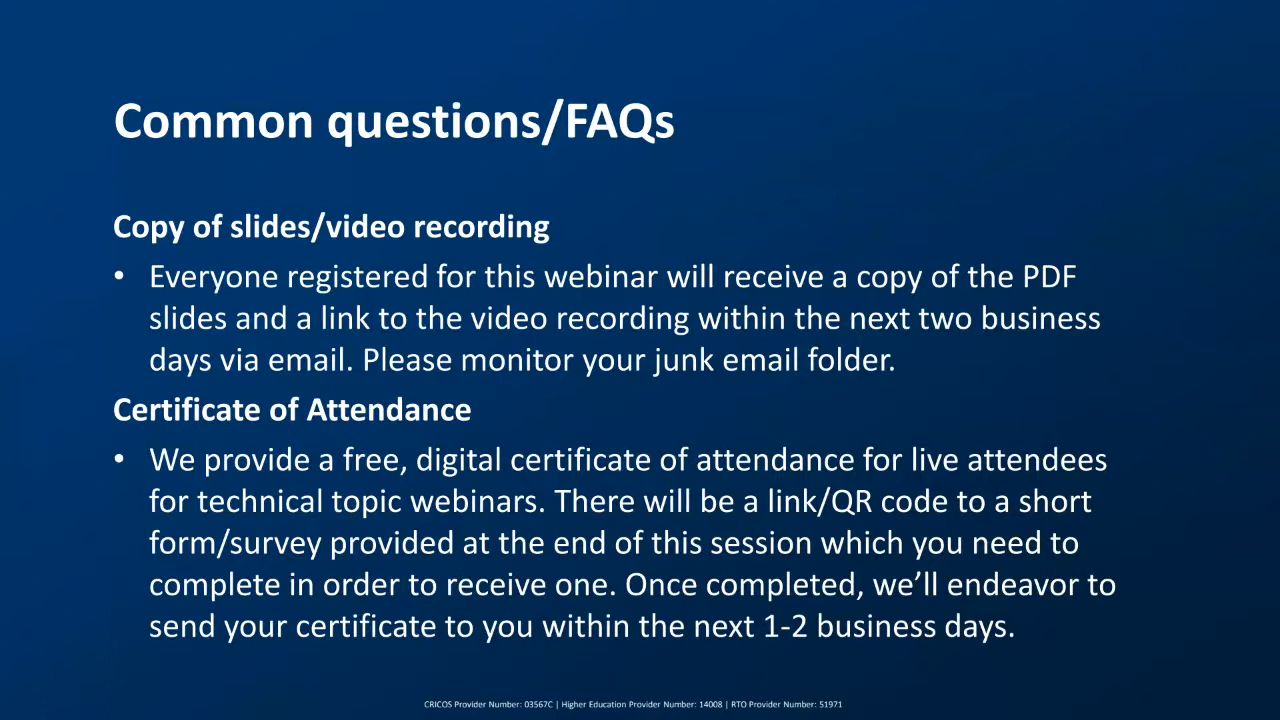 Common questions/FAQs
Copy of slides/video recording
• Everyone registered for this webinar will receive a copy of the PDF
slides and a link to the video recording within the next two business
days via email. Please monitor your junk email folder.
Certificate of Attendance
• We provide a free, digital certificate of attendance for live attendees
for technical topic webinars. There will be a link/QR code to a short
form/survey provided at the end of this session which you need to
complete in order to receive one. Once completed, we’ll endeavor to
send your certificate to you within the next 1-2 business days.
CRICOS Provider Number: 03567C | Higher Education Provider Number: 14008 | RTO Provider Number: 51971